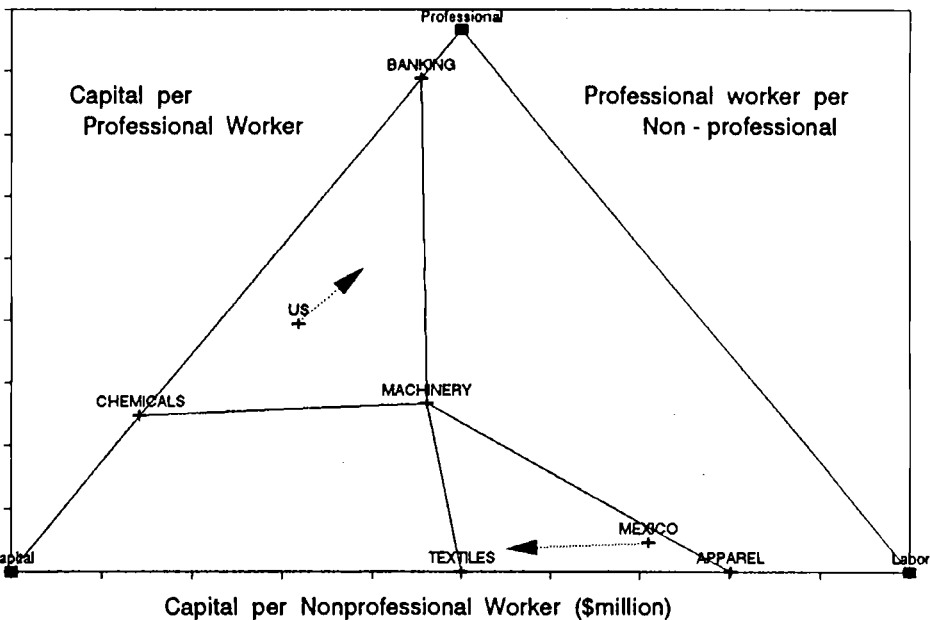 Professional
BANKING
Capital per
Professional Worker
Professional worker per
Non - professional
US
CHEMICALS
MACHINERY
MEXICO
TEXTILES
APPAREL
Labor
Capital per Nonprofessional Worker ($million)